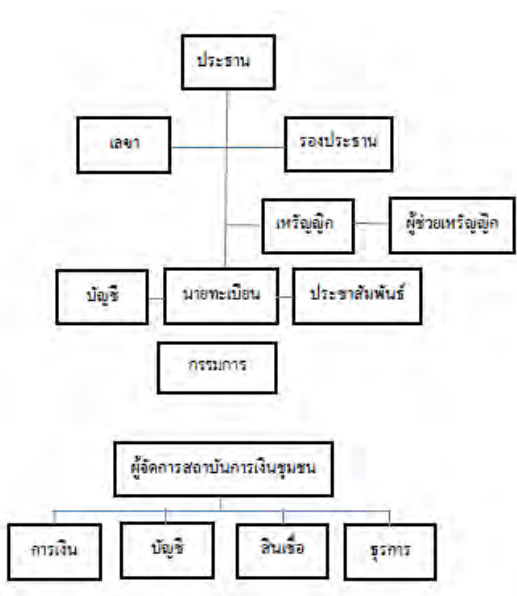 ประธาน
เลขา
รองประธาน
เหรัญญิก
ผู้ช่วยเหรัญญิก
บัญชี
นายทะเบียน
ประชาสัมพันธ์
กรรมการ
ผู้จัดการสถาบันการเงินชุมชน
การเงิน
บัญชี
สินเชื่อ
ธุรการ